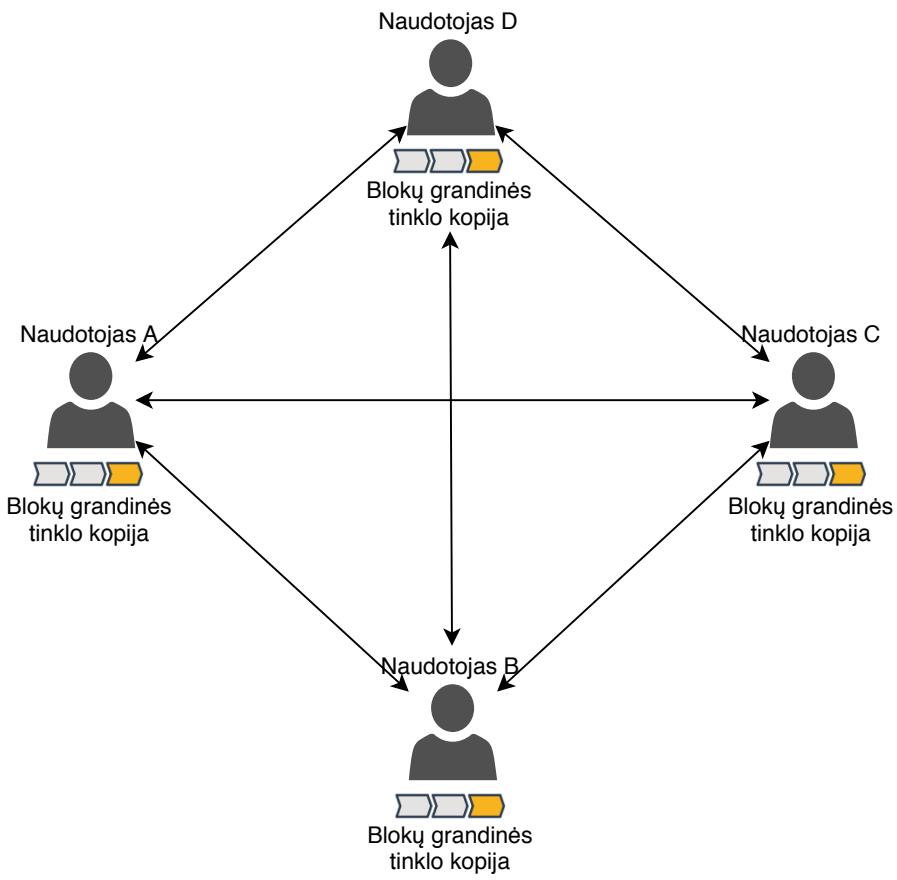 Naudotojas D
Blokų grandinės
tinklo kopija
Naudotojas A
Blokų grandinės
tinklo kopija
Naudotojas C
Blokų grandinės
tinklo kopija
Naudotojas B
Blokų grandinės
tinklo kopija